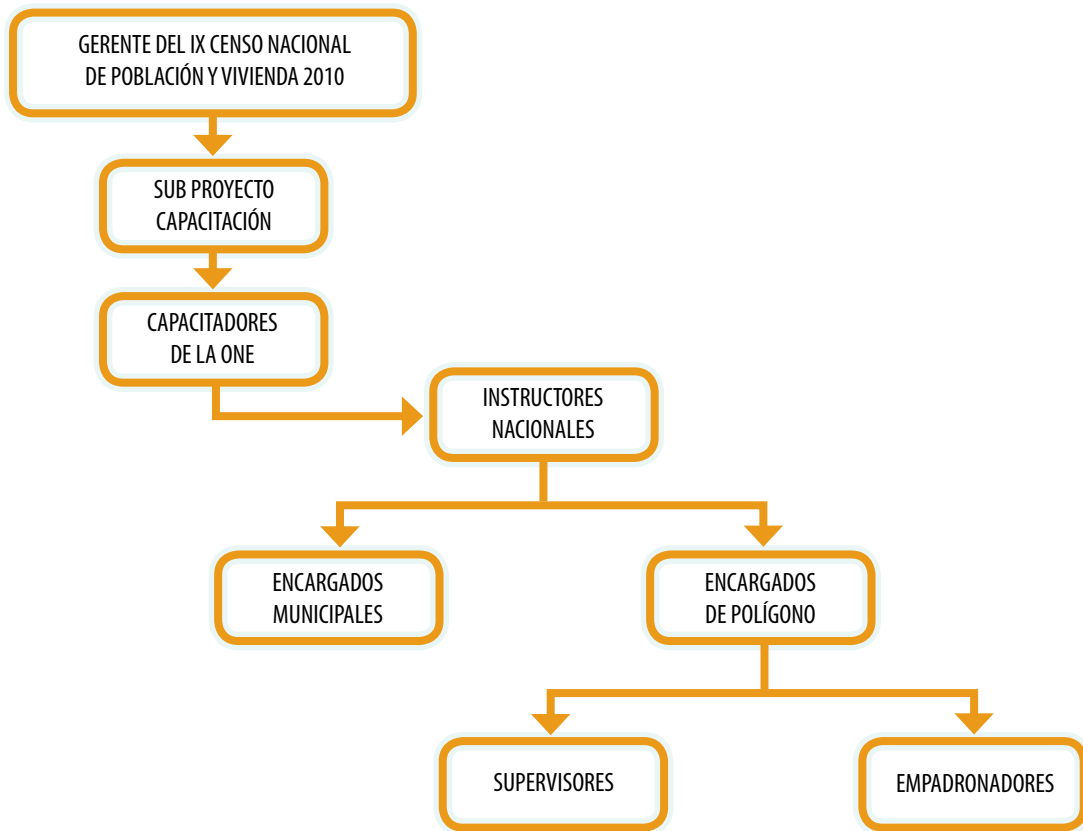 GERENTE DEL IX CENSO NACIONAL
DE POBLACIÓN Y VIVIENDA 2010
SUB PROYECTO
CAPACITACIÓN
CAPACITADORES
DE LA ONE
INSTRUCTORES
NACIONALES
ENCARGADOS
MUNICIPALES
ENCARGADOS
DE POLÍGONO
SUPERVISORES
EMPADRONADORES